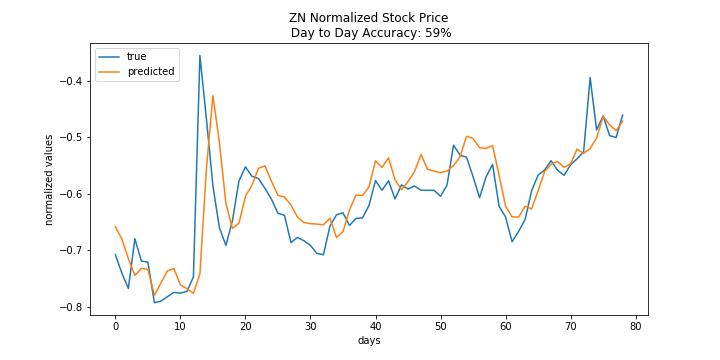 ZN Normalized Stock Price
Day to Day Accuracy: 59%
true
predicted
normalized values
−0.4
−0.5
−0.6
−0.7
−0.8
0 10 20 30 40 50 60 70 80
days